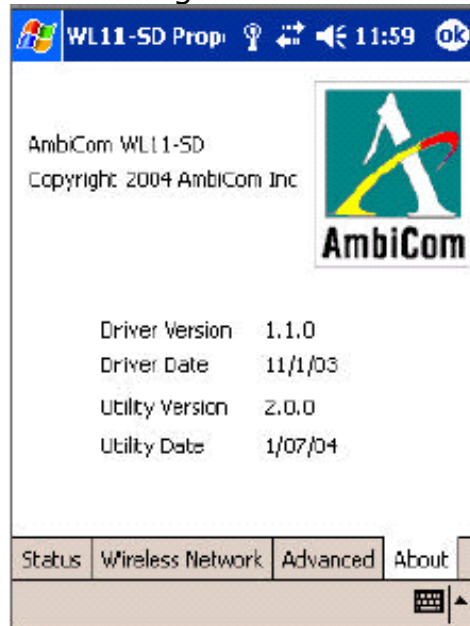 WL11-SD Prop 11:59 ok
AmbiCom WL11-SD
Copyright 2004 AmbiCom Inc
AmbiCom
Driver Version 1.1.0
Driver Date 11/1/03
Utility Version 2.0.0
Utility Date 1/07/04
Status Wireless Network Advanced About